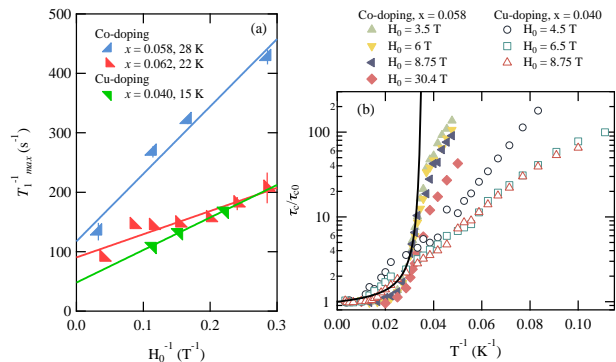 (a)
Co-doping
x = 0.058, 28 K
x = 0.062, 22 K
Cu-doping
x = 0.040, 15 K
500
400
300
200
100
0
T₁⁻¹ max (s⁻¹)
0.0 0.1 0.2 0.3
H₀⁻¹ (T⁻¹)
Co-doping, x = 0.058 Cu-doping, x = 0.040
H₀ = 3.5 T H₀ = 4.5 T
H₀ = 6 T H₀ = 6.5 T
H₀ = 8.75 T H₀ = 8.75 T
H₀ = 30.4 T
(b)
τc/τc0
100
8
6
4
2
10
8
6
4
2
1
0.00 0.02 0.04 0.06 0.08 0.10
T⁻¹ (K⁻¹)